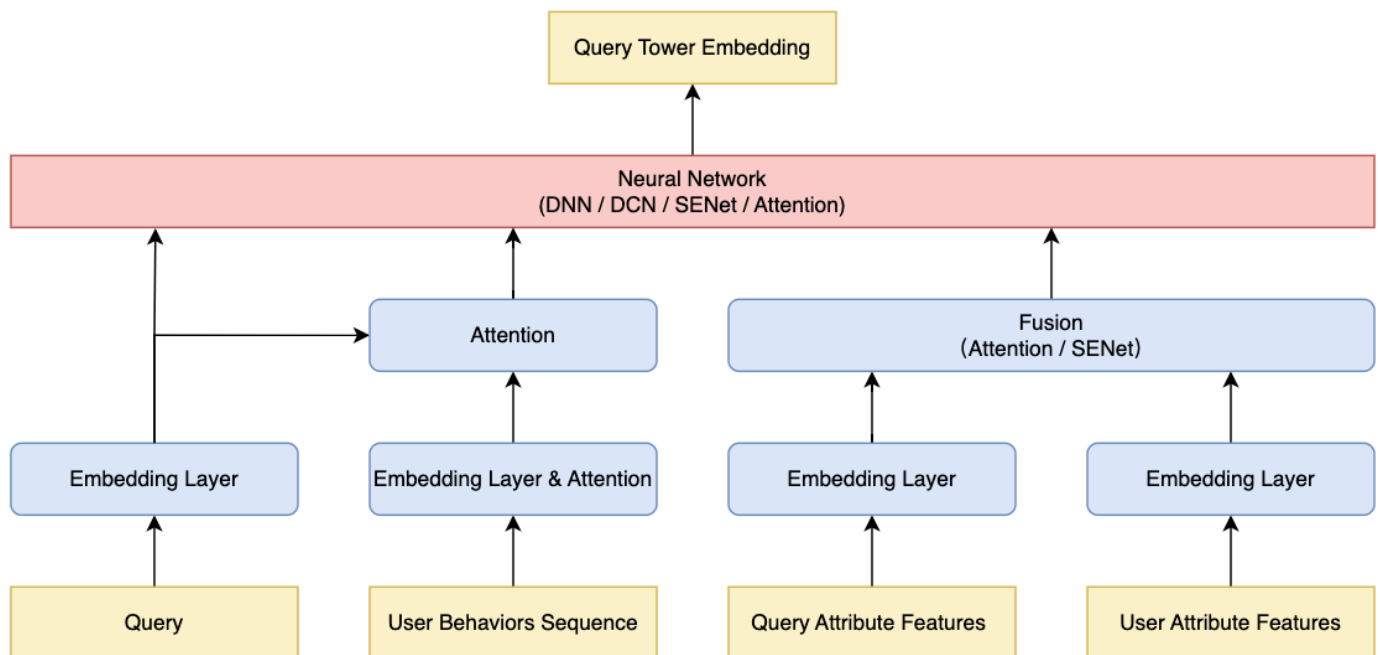 Query Tower Embedding
Neural Network
(DNN / DCN / SENet / Attention)
Attention
Fusion
（Attention / SENet）
Embedding Layer
Embedding Layer & Attention
Embedding Layer
Embedding Layer
Query
User Behaviors Sequence
Query Attribute Features
User Attribute Features